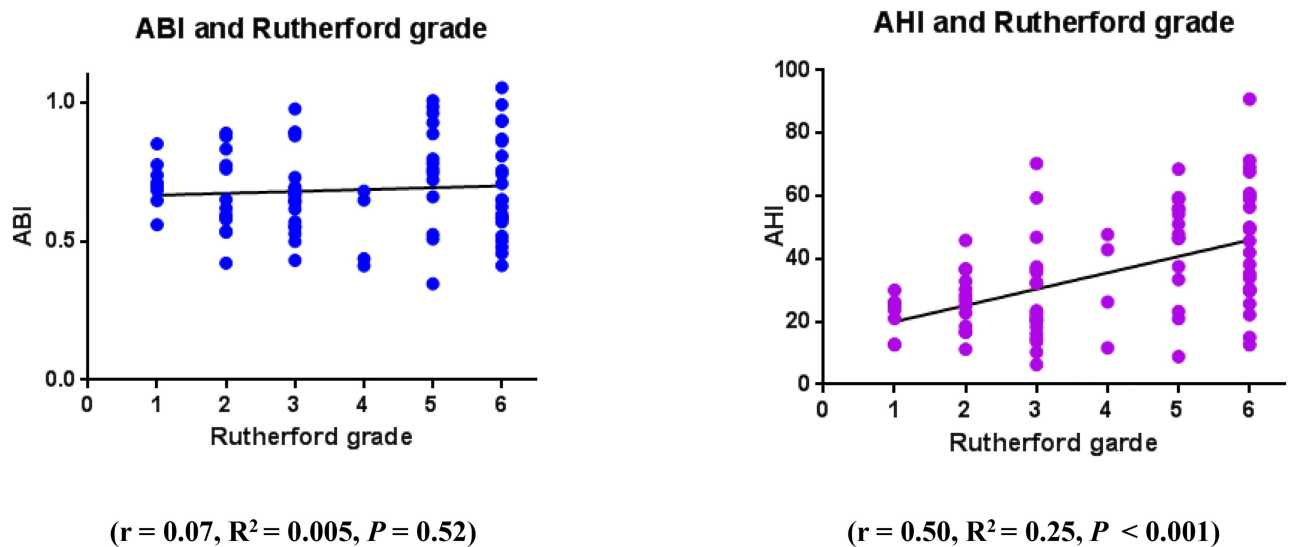 ABI and Rutherford grade
1.0
0.5
0.0
ABI
0 1 2 3 4 5 6
Rutherford grade
(r = 0.07, R² = 0.005, P = 0.52)
AHI and Rutherford grade
100
80
60
40
20
0
AHI
0 1 2 3 4 5 6
Rutherford garde
(r = 0.50, R² = 0.25, P < 0.001)